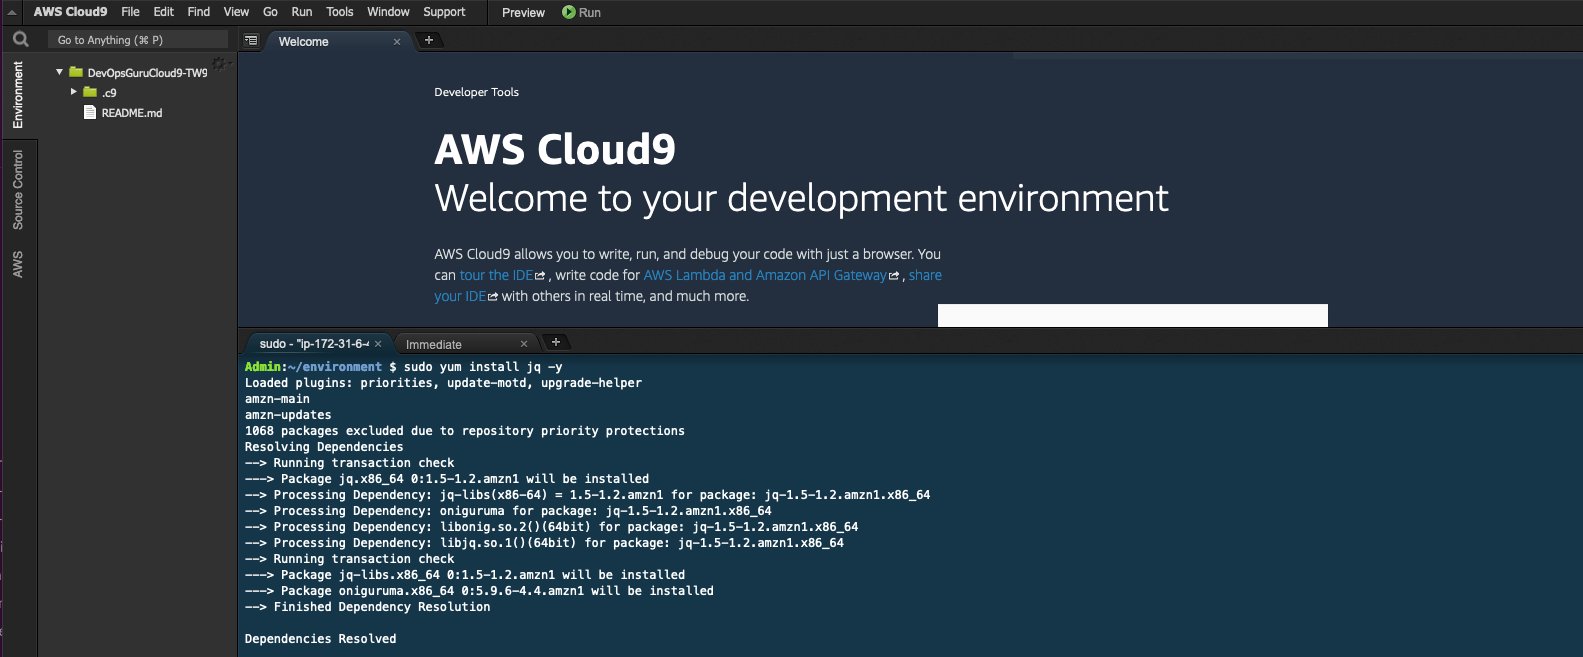 AWS Cloud9 File Edit Find View Go Run Tools Window Support Preview Run
Go to Anything (⌘ P)
Welcome
Environment
Source Control
AWS
DevOpsGuruCloud9-TW9
.c9
README.md
Developer Tools
AWS Cloud9
Welcome to your development environment
AWS Cloud9 allows you to write, run, and debug your code with just a browser. You
can tour the IDE , write code for AWS Lambda and Amazon API Gateway , share
your IDE with others in real time, and much more.
sudo - "ip-172-31-6-4 Immediate
Admin:~/environment $ sudo yum install jq -y
Loaded plugins: priorities, update-motd, upgrade-helper
amzn-main
amzn-updates
1068 packages excluded due to repository priority protections
Resolving Dependencies
--> Running transaction check
---> Package jq.x86_64 0:1.5-1.2.amzn1 will be installed
--> Processing Dependency: jq-libs(x86-64) = 1.5-1.2.amzn1 for package: jq-1.5-1.2.amzn1.x86_64
--> Processing Dependency: oniguruma for package: jq-1.5-1.2.amzn1.x86_64
--> Processing Dependency: libonig.so.2()(64bit) for package: jq-1.5-1.2.amzn1.x86_64
--> Processing Dependency: libjq.so.1()(64bit) for package: jq-1.5-1.2.amzn1.x86_64
--> Running transaction check
---> Package jq-libs.x86_64 0:1.5-1.2.amzn1 will be installed
---> Package oniguruma.x86_64 0:5.9.6-4.4.amzn1 will be installed
--> Finished Dependency Resolution
Dependencies Resolved